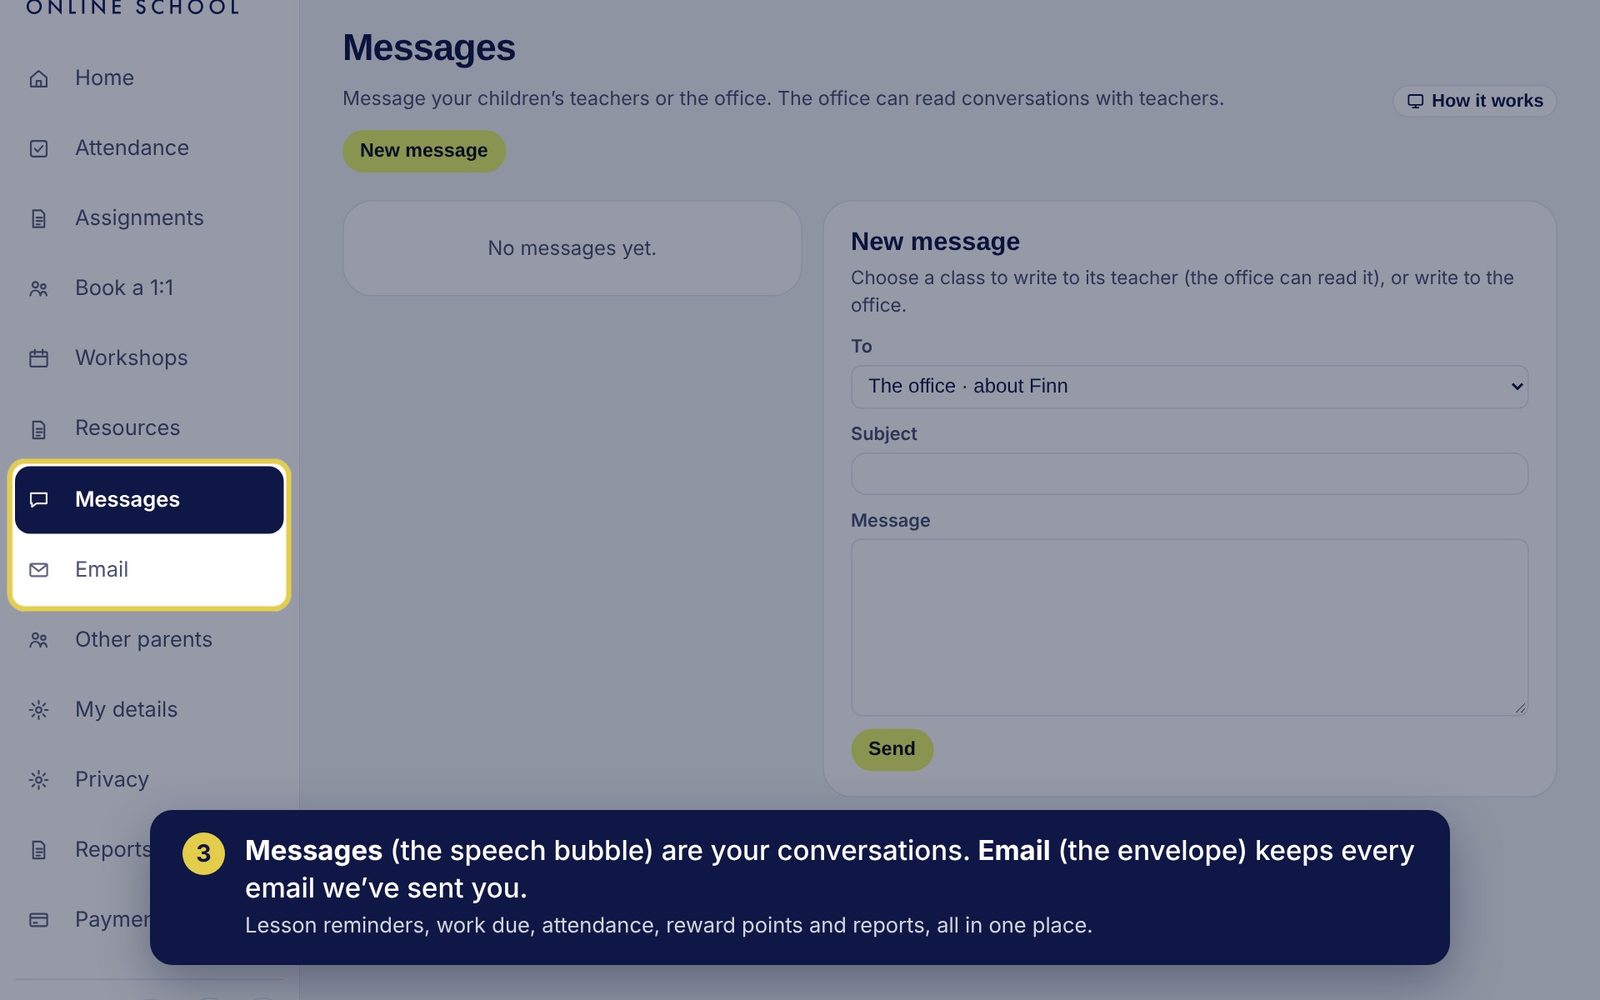 ONLINE SCHOOL
Home
Attendance
Assignments
Book a 1:1
Workshops
Resources
Messages
Email
Other parents
My details
Privacy
Reports
Messages
Message your children’s teachers or the office. The office can read conversations with teachers.
How it works
New message
No messages yet.
New message
Choose a class to write to its teacher (the office can read it), or write to the
office.
To
The office · about Finn
Subject
Message
Send
3
Messages (the speech bubble) are your conversations. Email (the envelope) keeps every
email we’ve sent you.
Lesson reminders, work due, attendance, reward points and reports, all in one place.